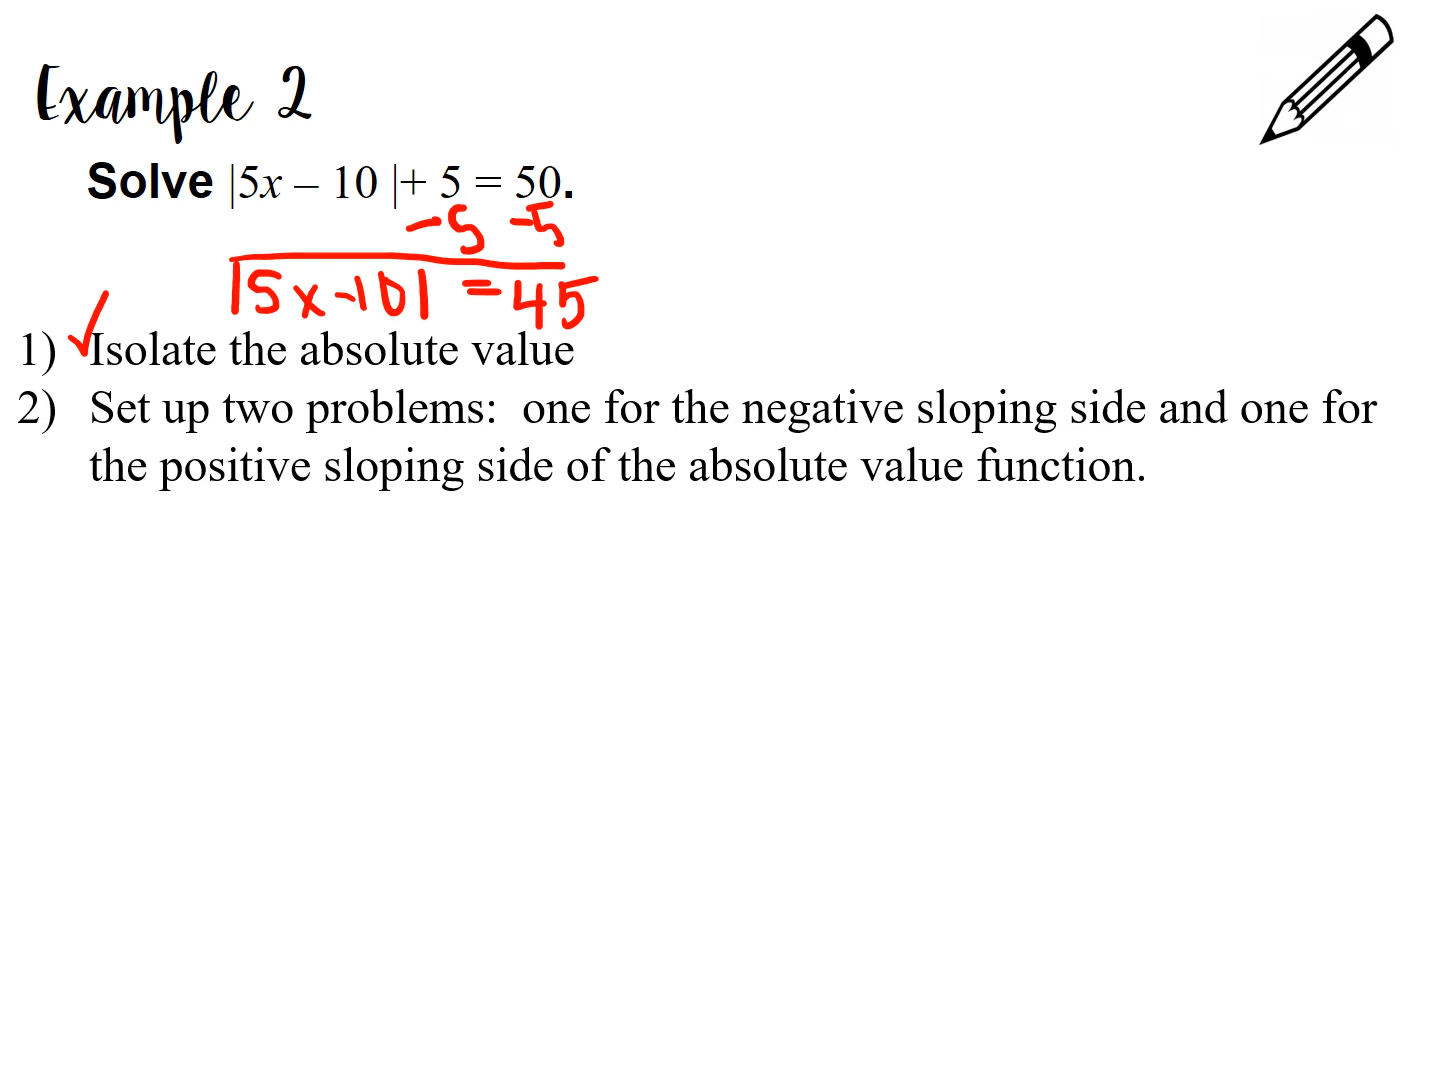 Example 2
Solve |5x – 10 |+ 5 = 50.
-5 -5
|5x-10| = 45
1) Isolate the absolute value
2) Set up two problems: one for the negative sloping side and one for
the positive sloping side of the absolute value function.